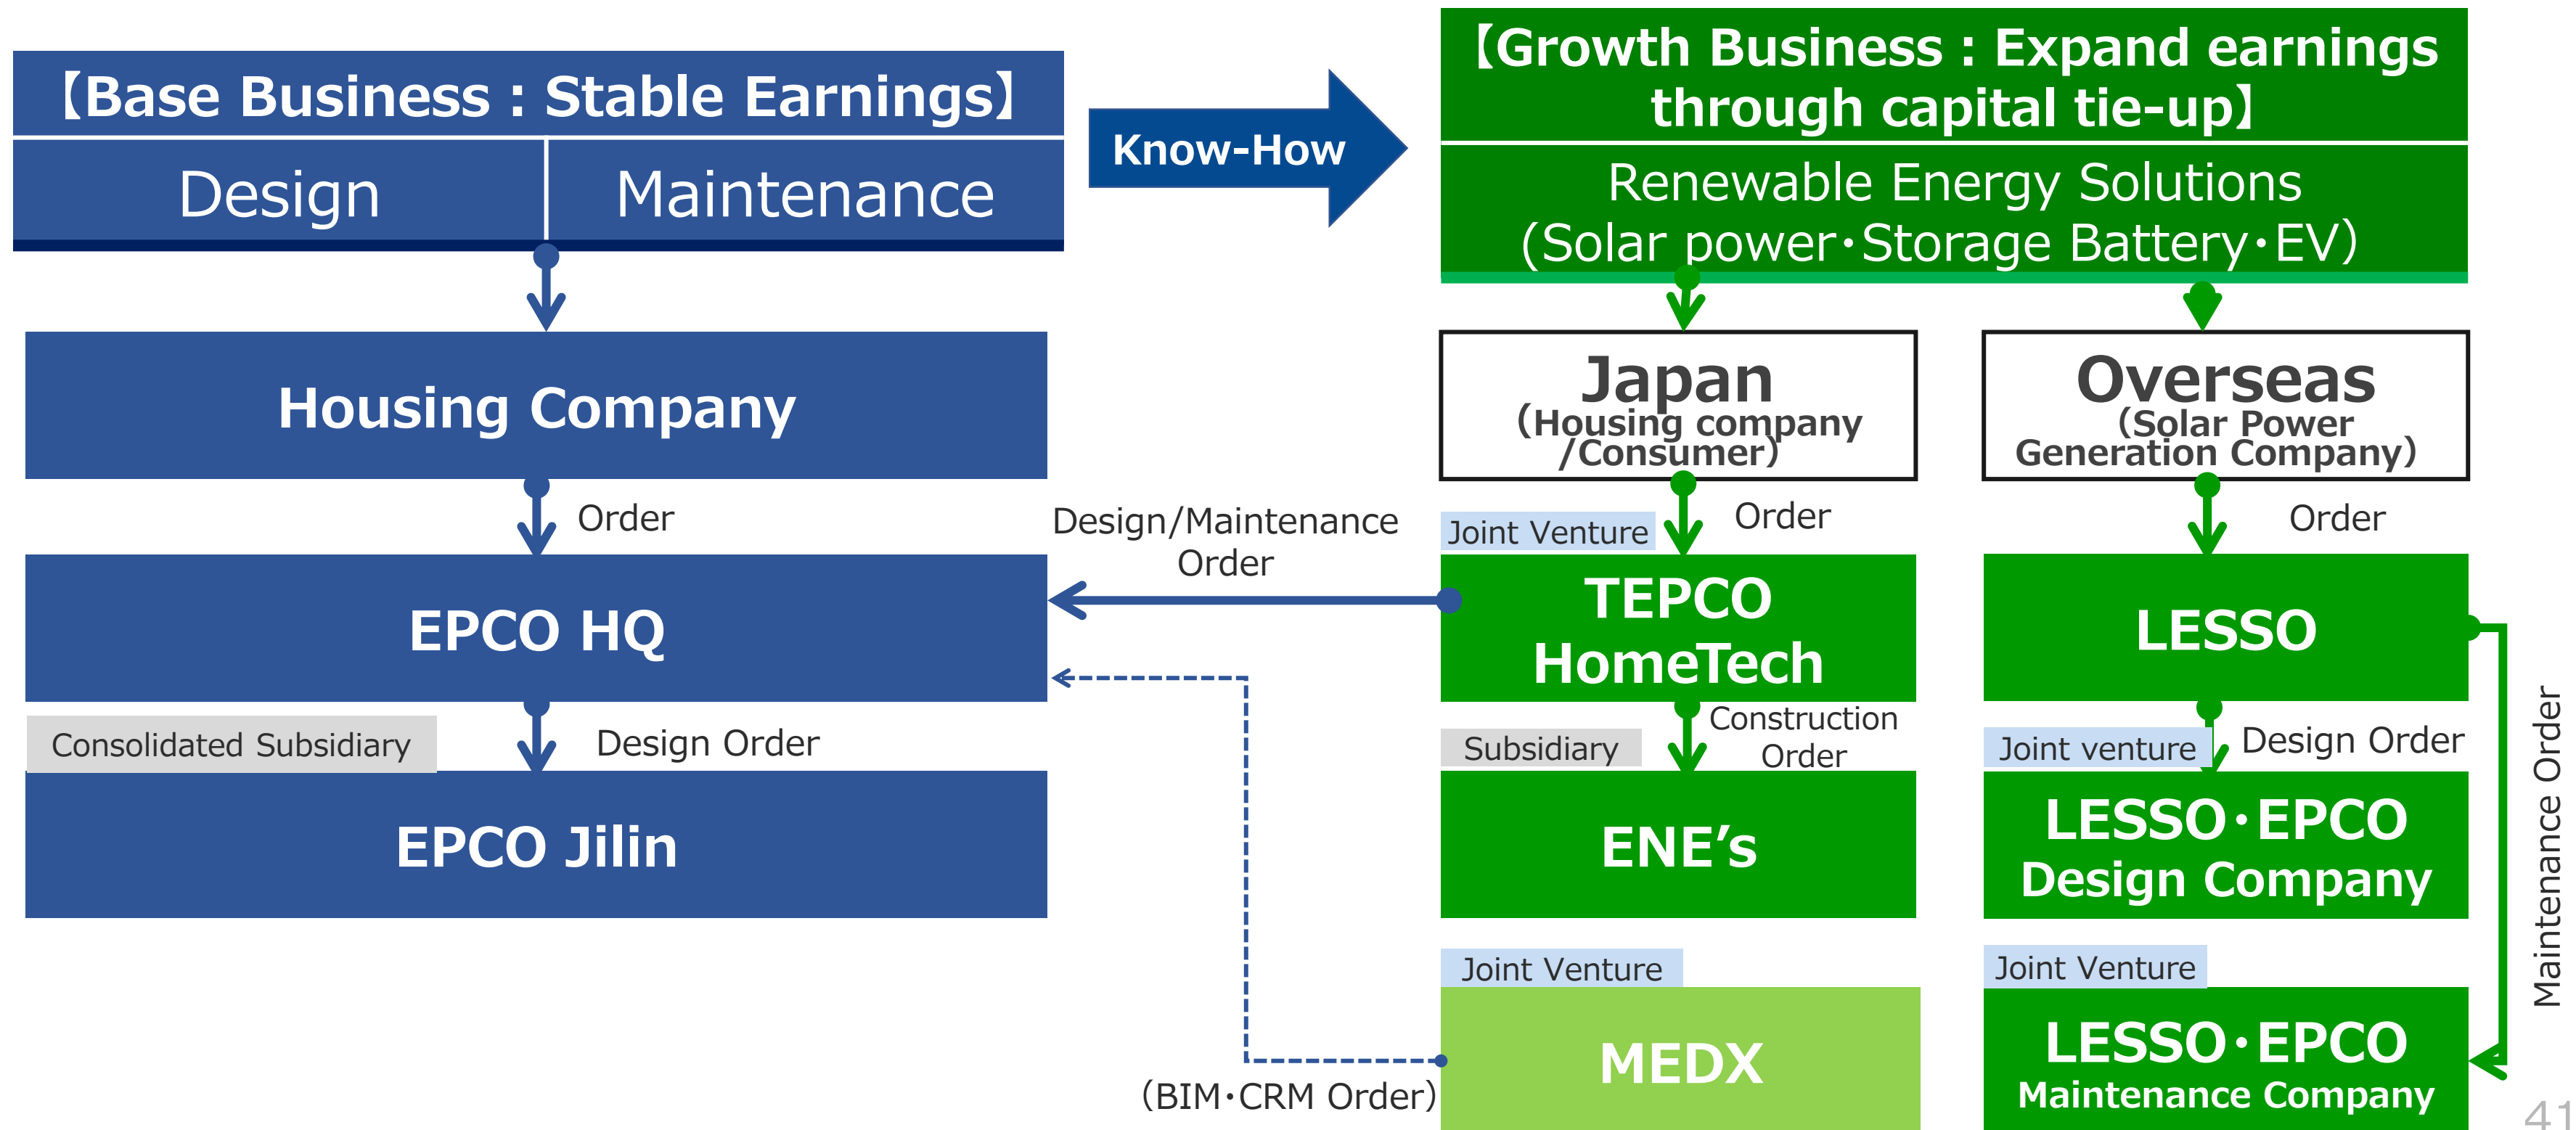 【Base Business：Stable Earnings】
Design
Maintenance
Know-How
【Growth Business：Expand earnings
through capital tie-up】
Renewable Energy Solutions
(Solar power･Storage Battery･EV）
Housing Company
Order
EPCO HQ
Consolidated Subsidiary
Design Order
EPCO Jilin
Design/Maintenance
Order
（BIM･CRM Order）
Japan
（Housing company
/Consumer）
Joint Venture
Order
TEPCO
HomeTech
Subsidiary
Construction
Order
ENE’s
Joint Venture
MEDX
Overseas
（Solar Power
Generation Company）
Order
LESSO
Joint venture
Design Order
LESSO･EPCO
Design Company
Joint Venture
LESSO･EPCO
Maintenance Company
Maintenance Order
41